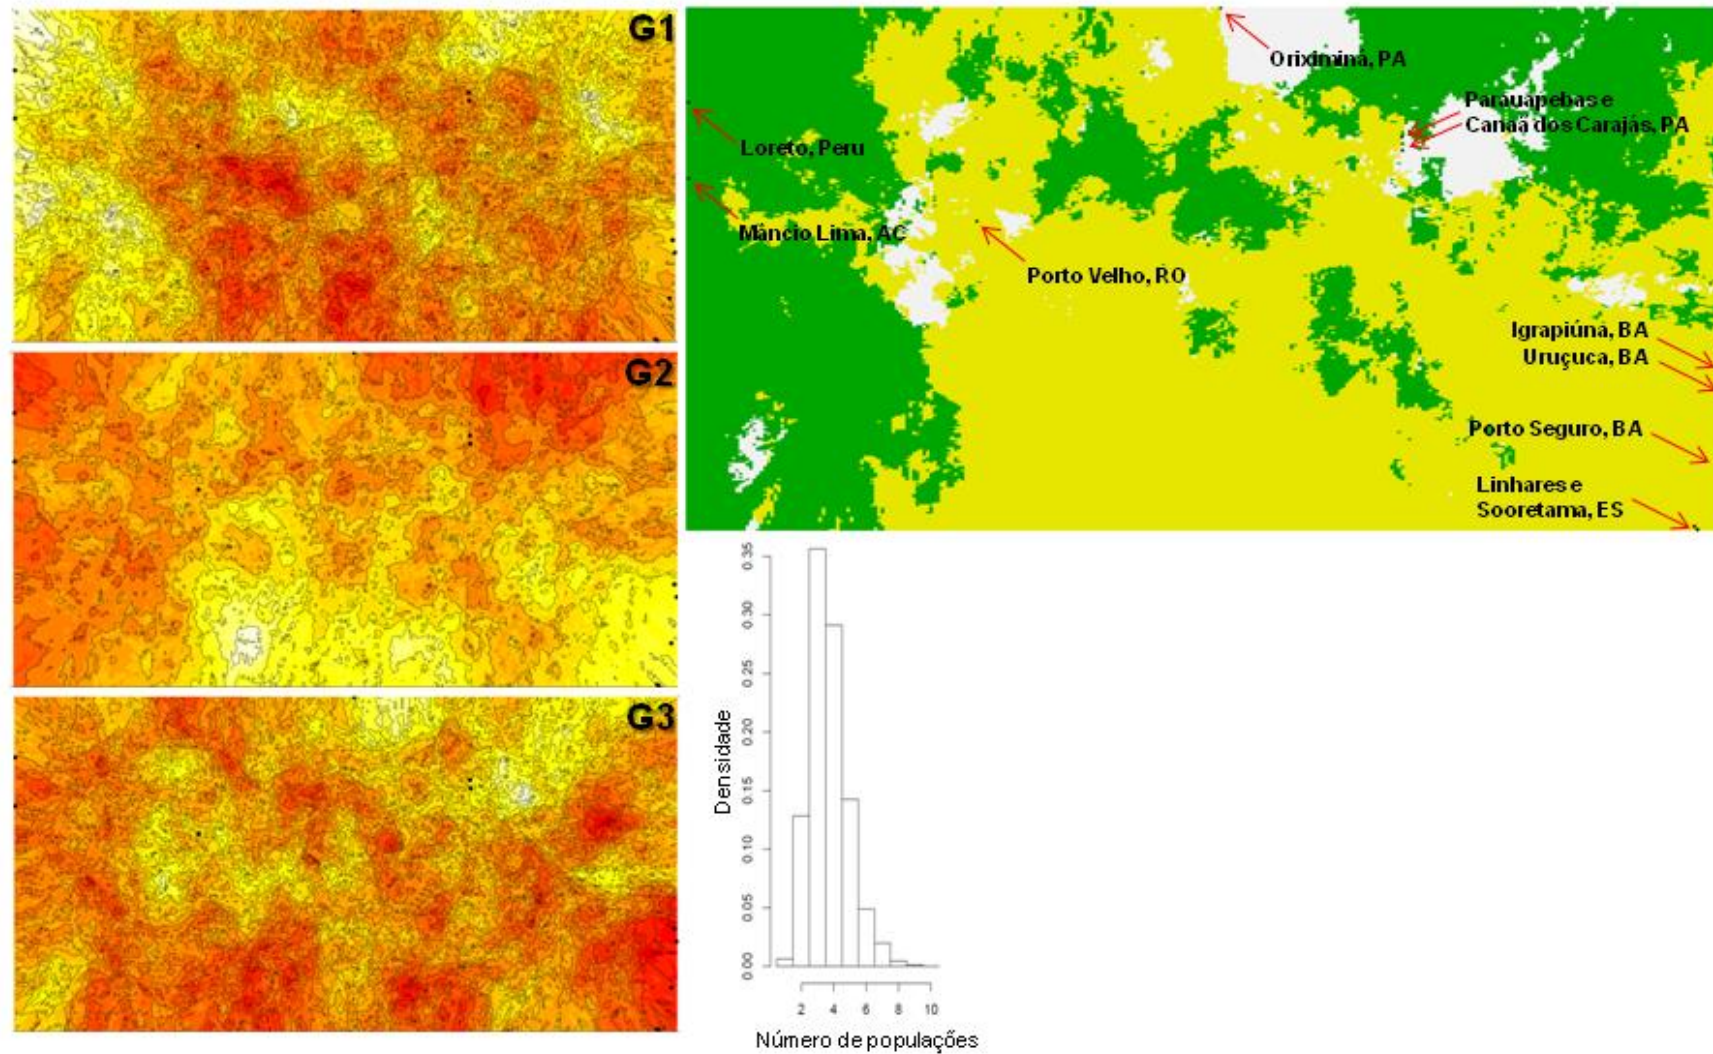 G1
G2
G3
Oriximiná, PA
Parauapebas e
Canaã dos Carajás, PA
Loreto, Peru
Mâncio Lima, AC
Porto Velho, RO
Igrapiúna, BA
Uruçuca, BA
Porto Seguro, BA
Linhares e
Sooretama, ES
Densidade
0.35
0.30
0.25
0.20
0.15
0.10
0.05
0.00
2 4 6 8 10
Número de populações